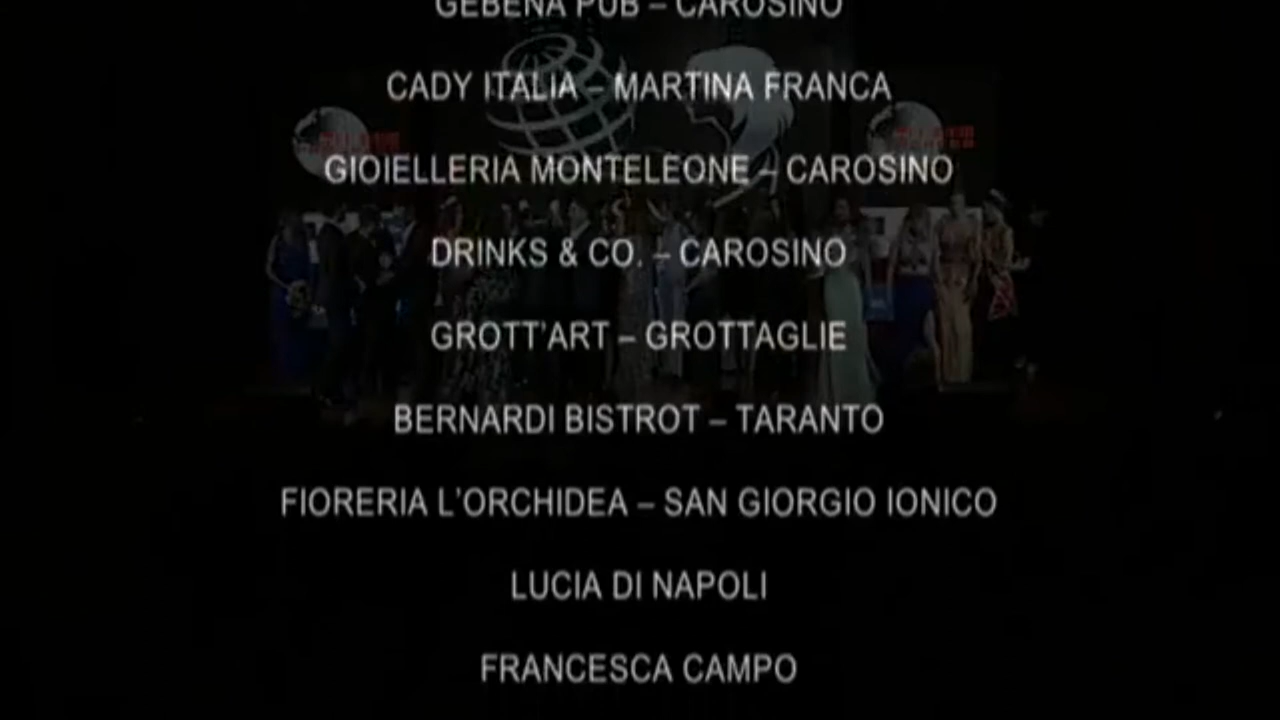 GEBENA PUB – CAROSINO
CADY ITALIA – MARTINA FRANCA
GIOIELLERIA MONTELEONE – CAROSINO
DRINKS & CO. – CAROSINO
GROTT'ART – GROTTAGLIE
BERNARDI BISTROT – TARANTO
FIORERIA L'ORCHIDEA – SAN GIORGIO IONICO
LUCIA DI NAPOLI
FRANCESCA CAMPO